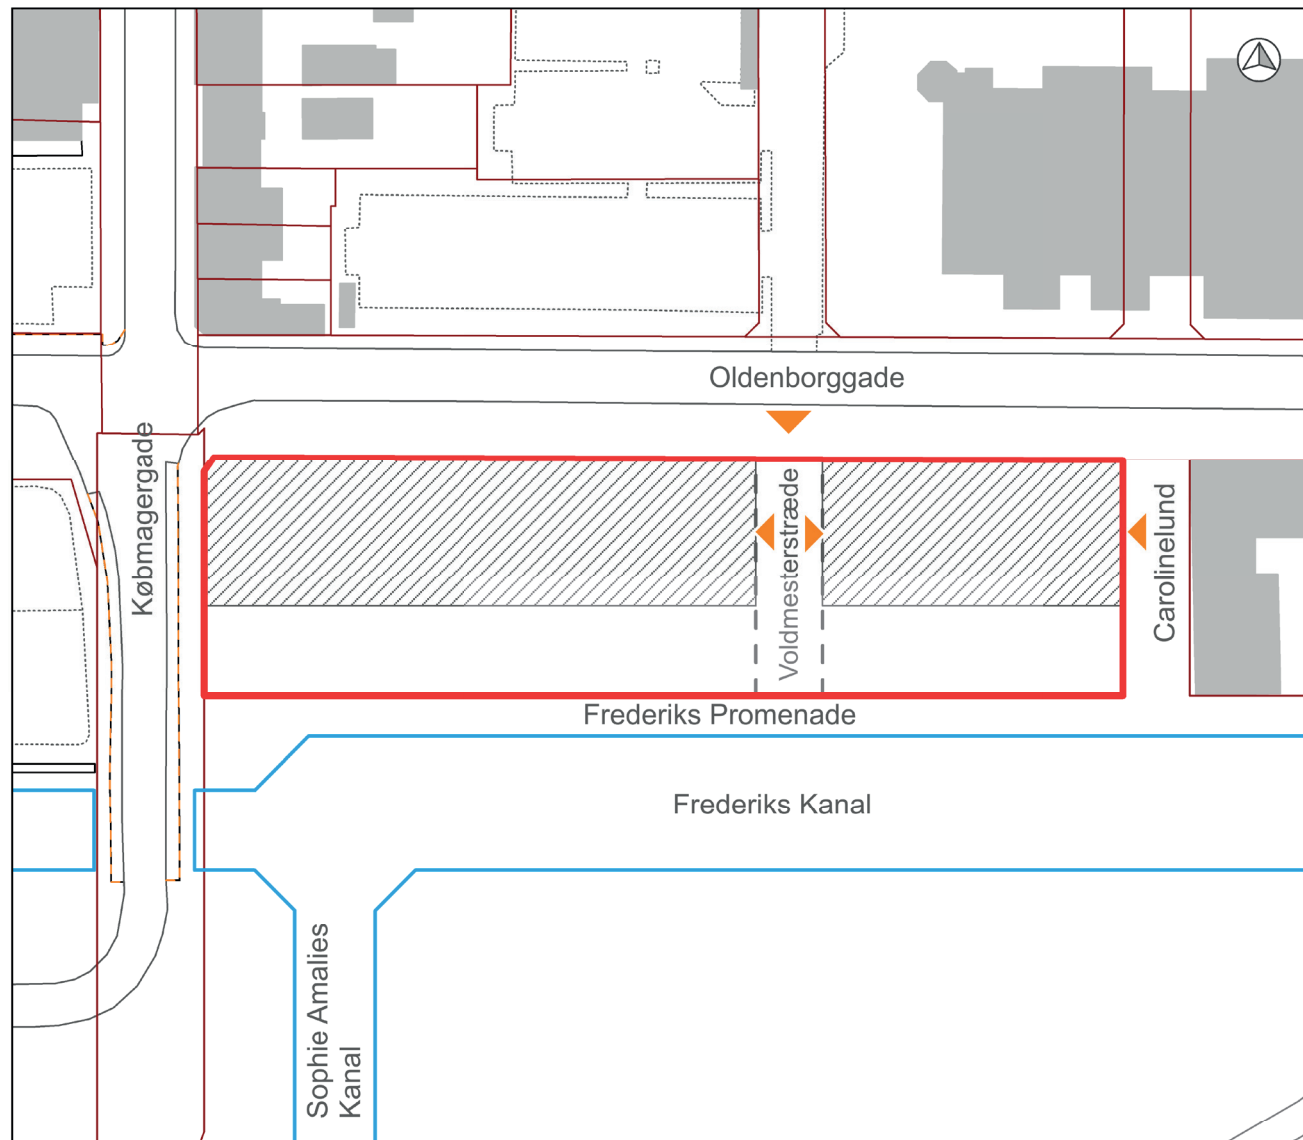 Oldenborggade
Købmagergade
Voldmesterstræde
Carolinelund
Frederiks Promenade
Frederiks Kanal
Sophie Amalies
Kanal